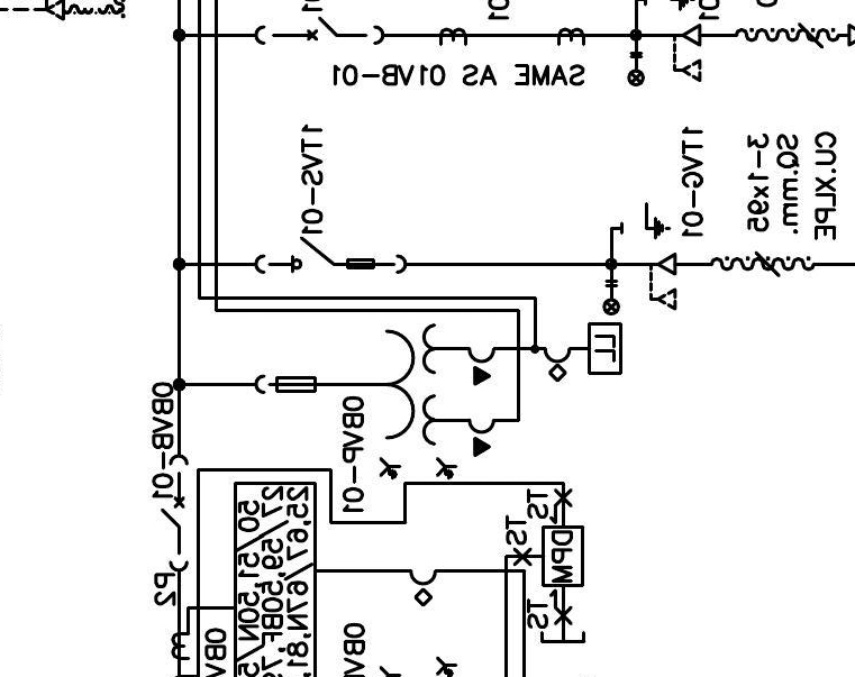 SAME AS 01VB-01
1TVS-01
1TVG-01
3-1x95
SQ.mm.
CU.XLPE
LL
0BVB-01
0BVP-01
P2
TS
TS
DPM
TS
25,67/67N,81
27/59,50BF,
50/51,50N
0BV
0BV